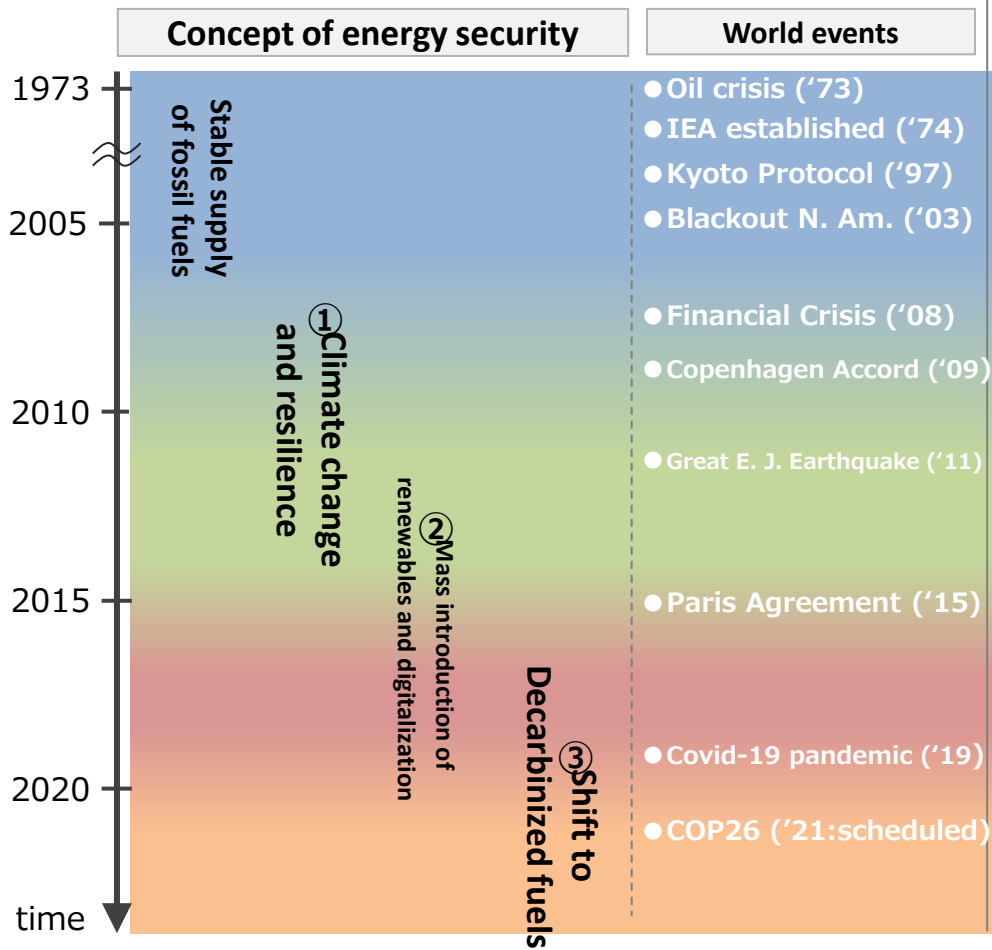 Concept of energy security
World events
1973
2005
2010
2015
2020
time
Stable supply
of fossil fuels
①Climate change
and resilience
②Mass introduction of
renewables and digitalization
③Shift to
Decarbinized fuels
Oil crisis (‘73)
IEA established (‘74)
Kyoto Protocol (‘97)
Blackout N. Am. (‘03)
Financial Crisis (‘08)
Copenhagen Accord (‘09)
Great E. J. Earthquake (‘11)
Paris Agreement (‘15)
Covid-19 pandemic (‘19)
COP26 (’21:scheduled)